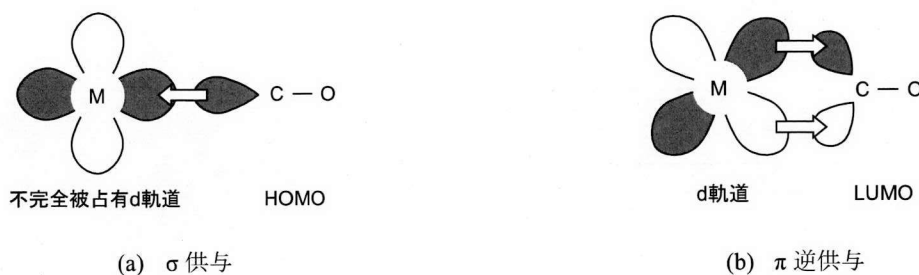 M C — O M C — O
不完全被占有d軌道 HOMO d軌道 LUMO
(a) σ 供与 (b) π 逆供与